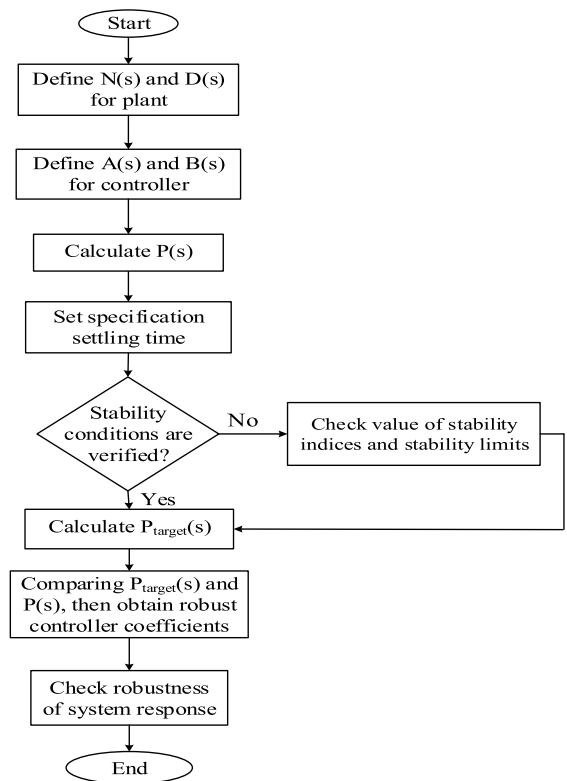 Start
Define N(s) and D(s)
for plant
Define A(s) and B(s)
for controller
Calculate P(s)
Set specification
settling time
Stability
conditions are
verified?
No
Check value of stability
indices and stability limits
Yes
Calculate Ptarget(s)
Comparing Ptarget(s) and
P(s), then obtain robust
controller coefficients
Check robustness
of system response
End